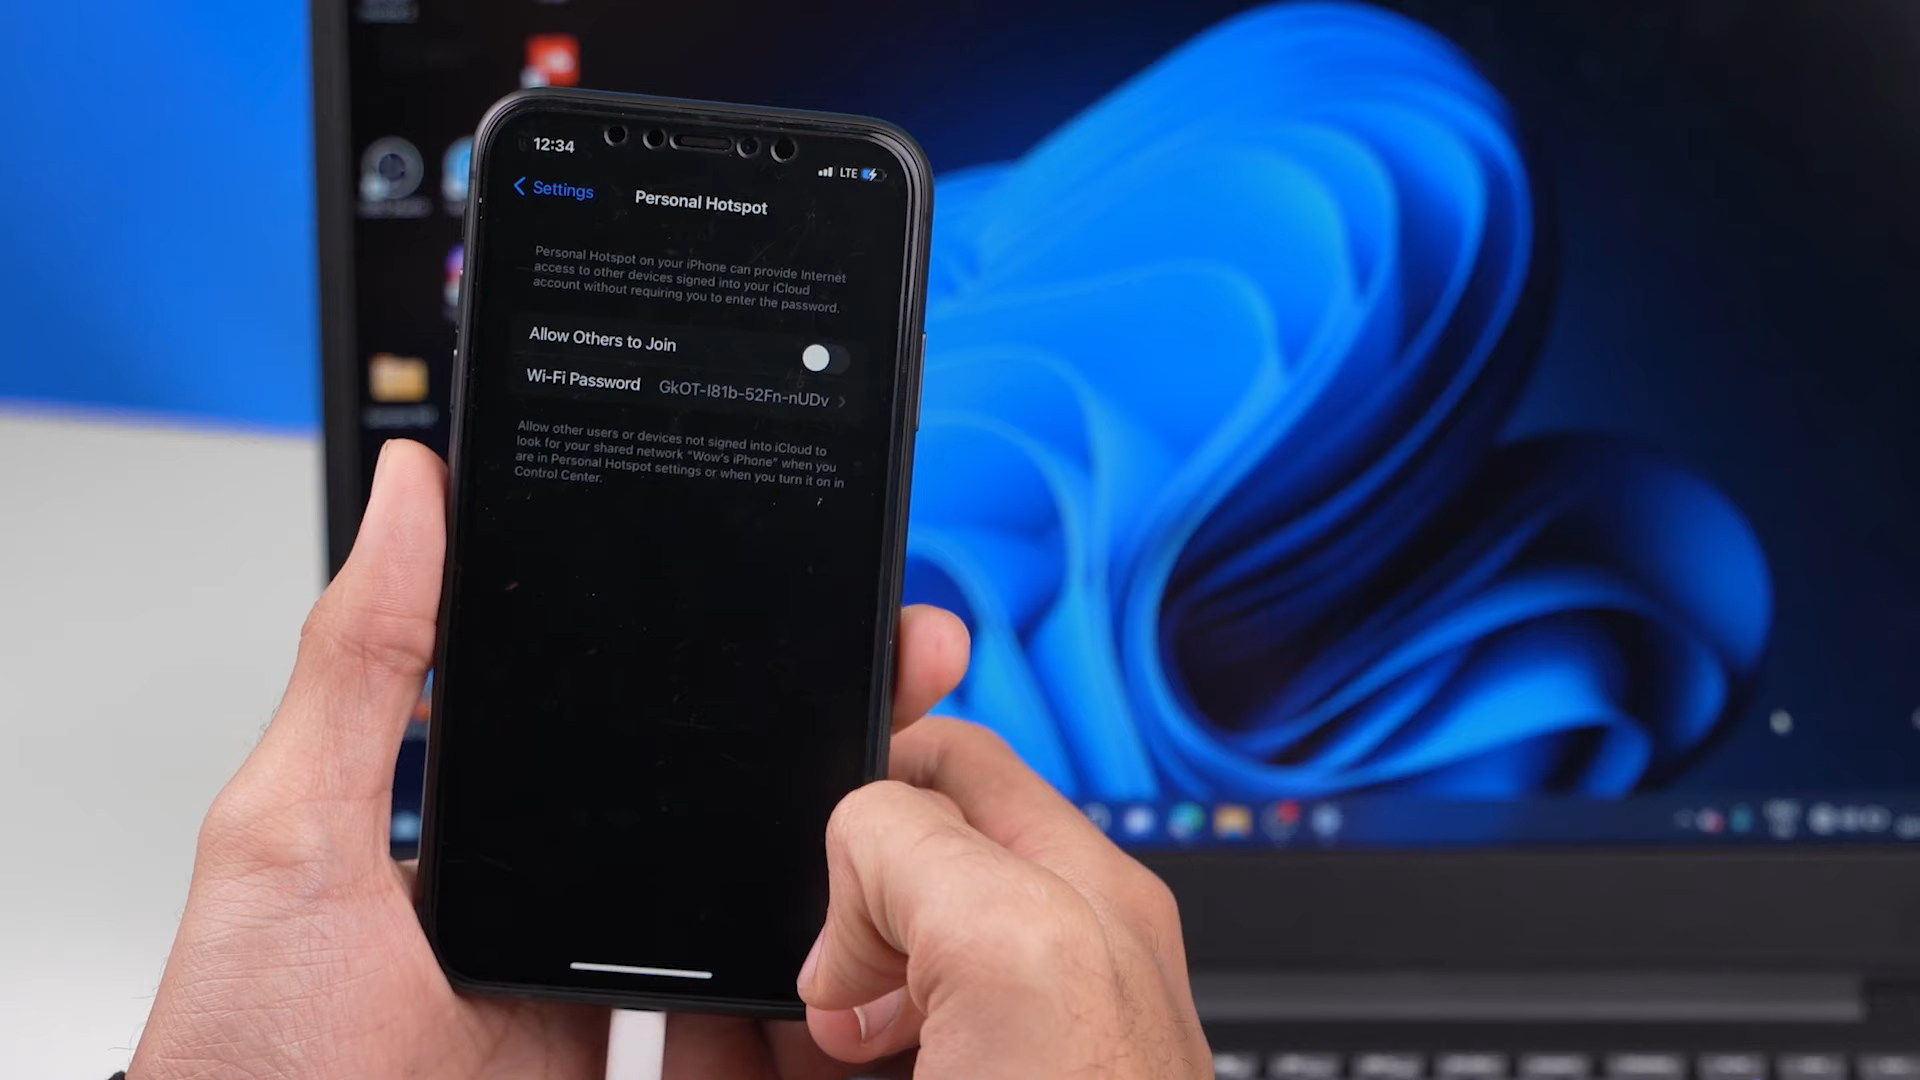 12:34
LTE
Settings
Personal Hotspot
Personal Hotspot on your iPhone can provide Internet
access to other devices signed into your iCloud
account without requiring you to enter the password.
Allow Others to Join
Wi-Fi Password GkOT-I81b-52Fn-nUDv
Allow other users or devices not signed into iCloud to
look for your shared network “Wow's iPhone” when you
are in Personal Hotspot settings or when you turn it on in
Control Center.